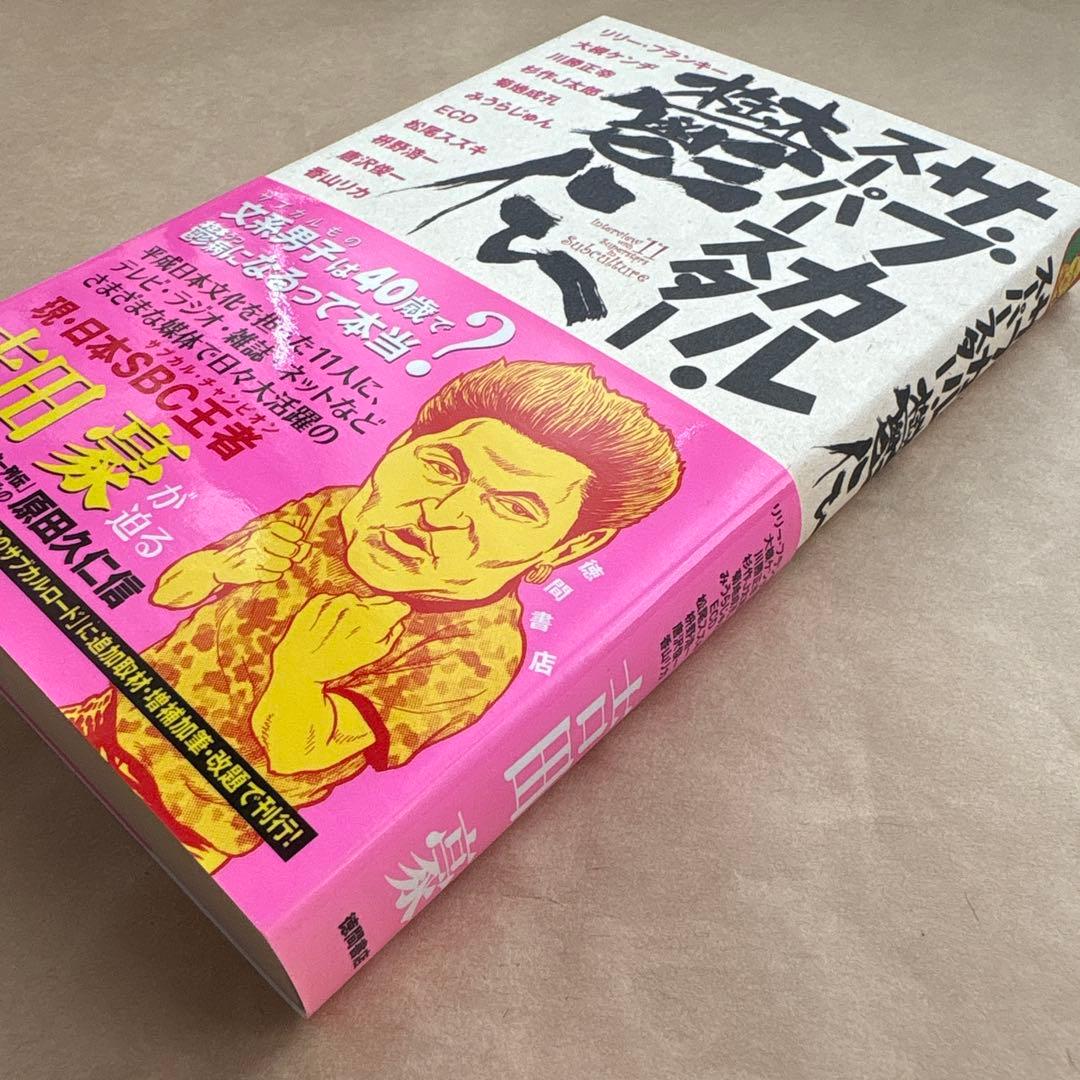 サブカル・
スーパースター
鬱伝
Interview
with 11
Superstars
in
Subculture
リリー・フランキー
大槻ケンヂ
川勝正幸
杉作J太郎
菊地成孔
みうらじゅん
ECD
松尾スズキ
枡野浩一
唐沢俊一
香山リカ
サブカルもの
文系男子は40歳で
鬱病になるって本当?
平成日本文化を
った11人に、
テレビ・ラジオ・雑誌・ネットなど
さまざまな媒体で日々大活躍の
サブカル・チャンピオン
現・日本SBC王者
吉田 豪が迫る
原田久仁信
のサブカルロード」に追加取材・増補加筆・改題で刊行!
徳間書店
吉田 豪
徳間書店